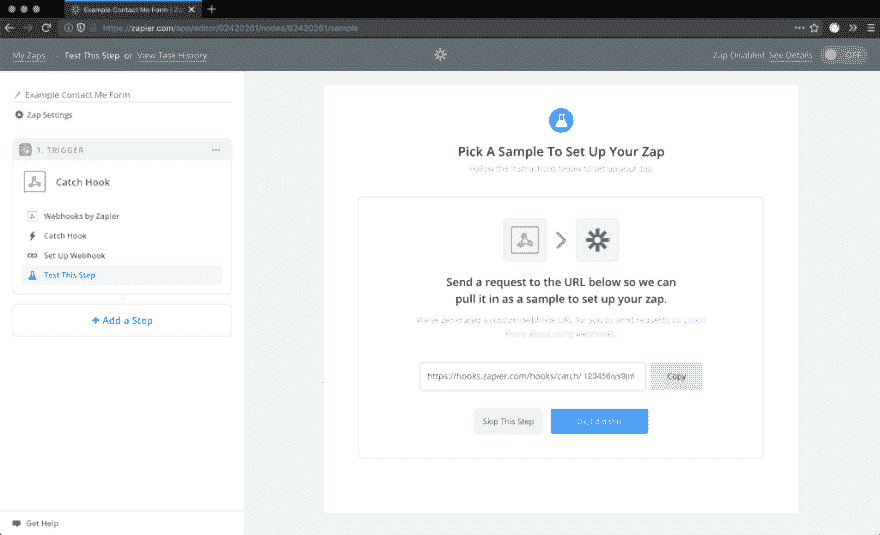 Example Contact Me Form | Za
https://zapier.com/app/editor/62420261/nodes/62420261/sample
My Zaps
Test This Step or View Task History
Zap Disabled See Details OFF
Example Contact Me Form
Zap Settings
1. TRIGGER
Catch Hook
Webhooks by Zapier
Catch Hook
Set Up Webhook
Test This Step
+ Add a Step
Get Help
Pick A Sample To Set Up Your Zap
Follow the instructions below to set up your zap.
Send a request to the URL below so we can
pull it in as a sample to set up your zap.
We've generated a custom webhook URL for you to send requests to. Learn
more about using webhooks.
https://hooks.zapier.com/hooks/catch/ 123456/
Copy
Skip This Step
Ok, I did this